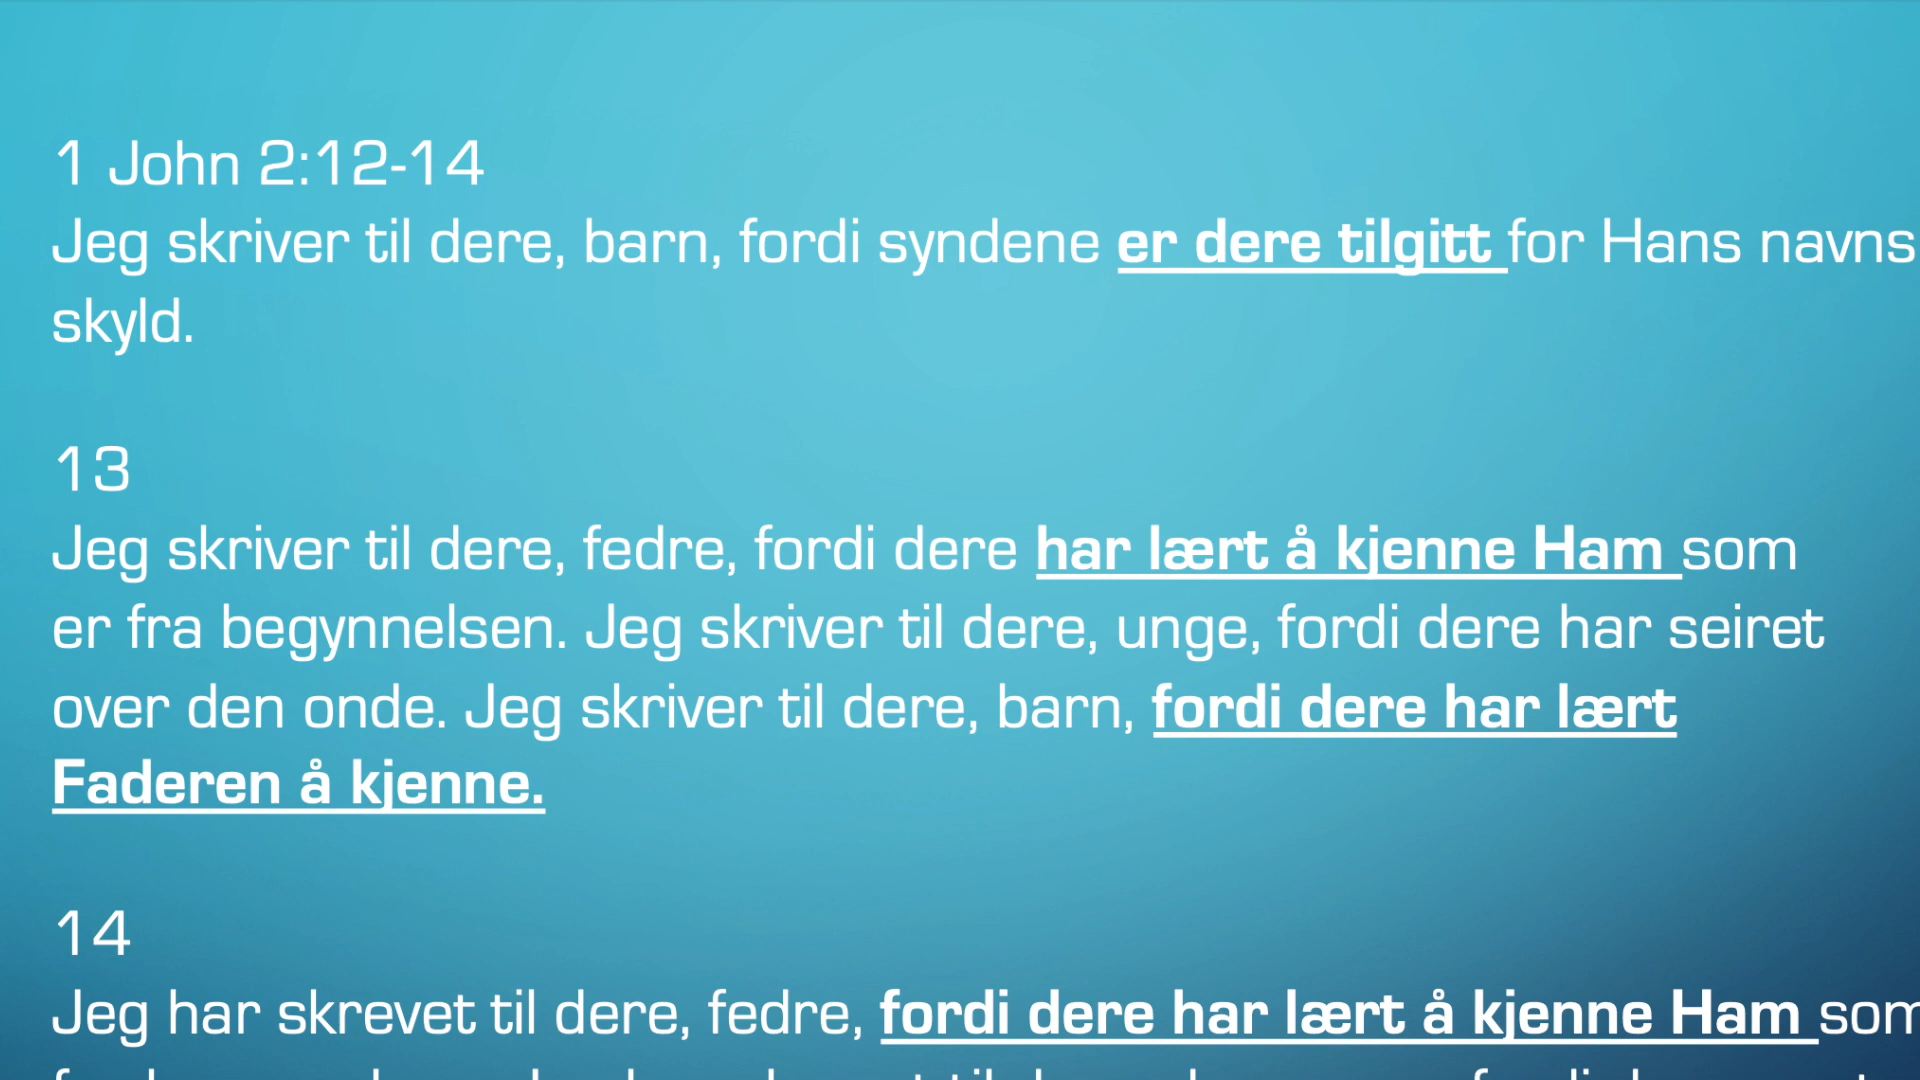 1 John 2:12-14
Jeg skriver til dere, barn, fordi syndene er dere tilgitt for Hans navns
skyld.
13
Jeg skriver til dere, fedre, fordi dere har lært å kjenne Ham som
er fra begynnelsen. Jeg skriver til dere, unge, fordi dere har seiret
over den onde. Jeg skriver til dere, barn, fordi dere har lært
Faderen å kjenne.
14
Jeg har skrevet til dere, fedre, fordi dere har lært å kjenne Ham som